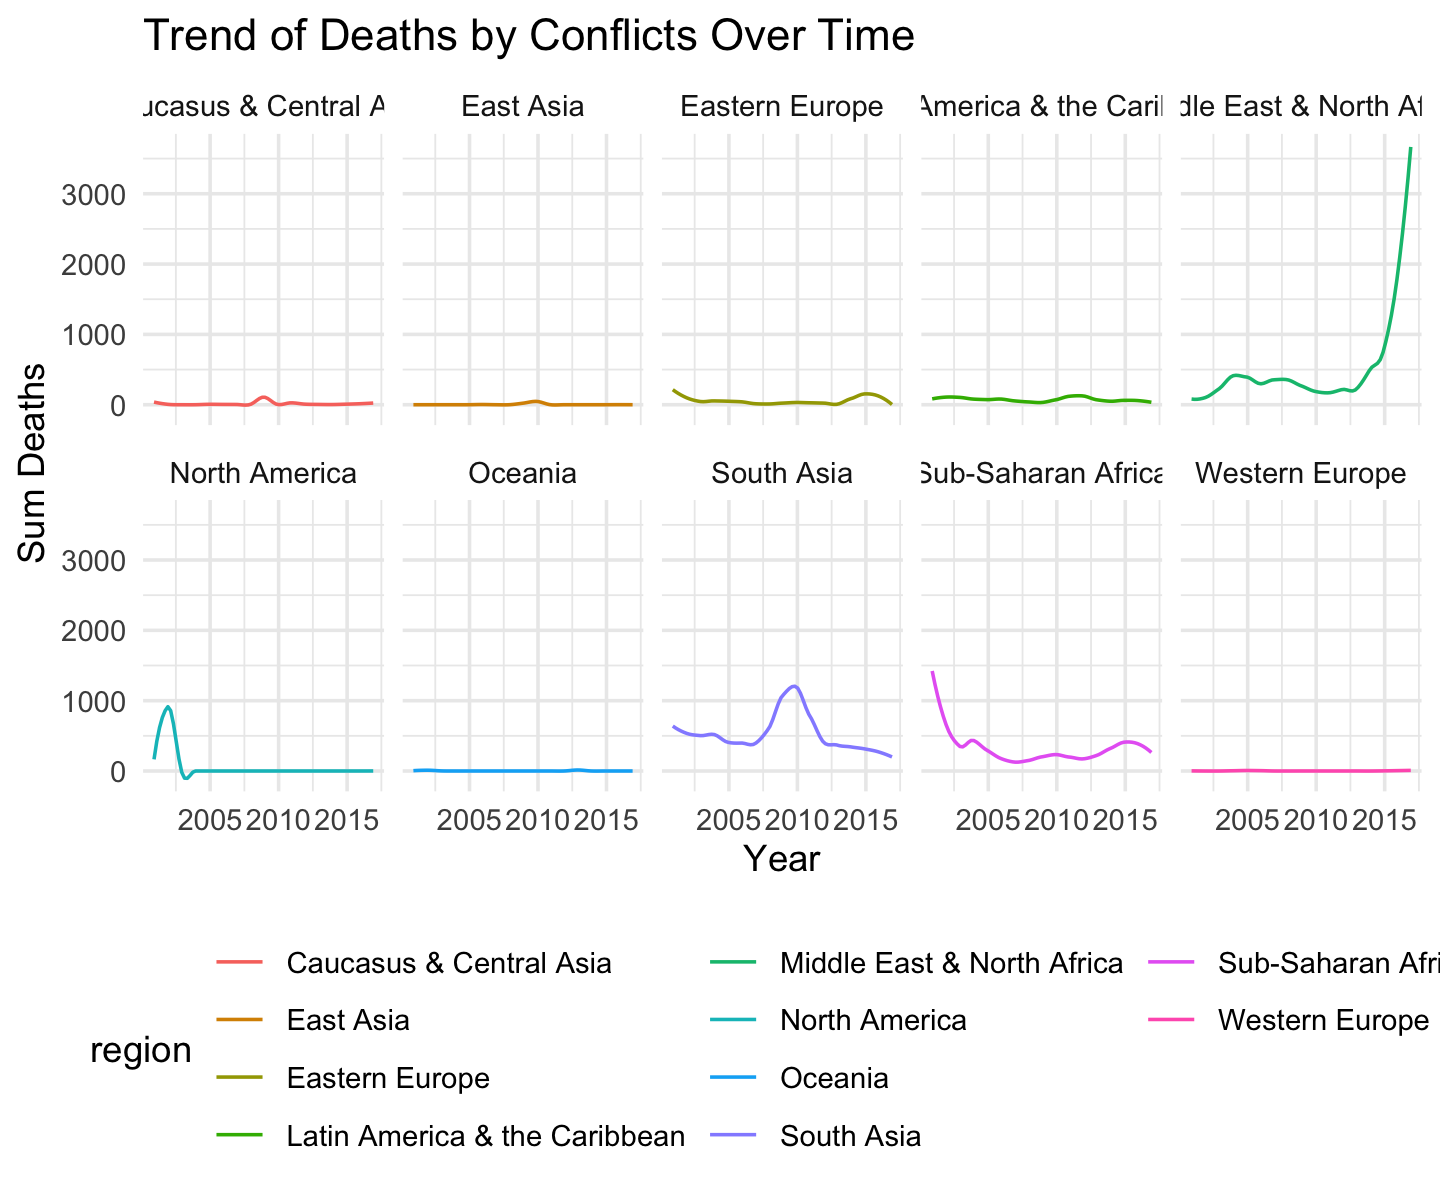 Trend of Deaths by Conflicts Over Time
ucasus & Central A
East Asia
Eastern Europe
America & the Carib
dle East & North Af
3000
2000
1000
0
North America
Oceania
South Asia
Sub-Saharan Africa
Western Europe
3000
2000
1000
0
Sum Deaths
2005 2010 2015
2005 2010 2015
2005 2010 2015
2005 2010 2015
2005 2010 2015
Year
region
Caucasus & Central Asia
East Asia
Eastern Europe
Latin America & the Caribbean
Middle East & North Africa
North America
Oceania
South Asia
Sub-Saharan Afri
Western Europe